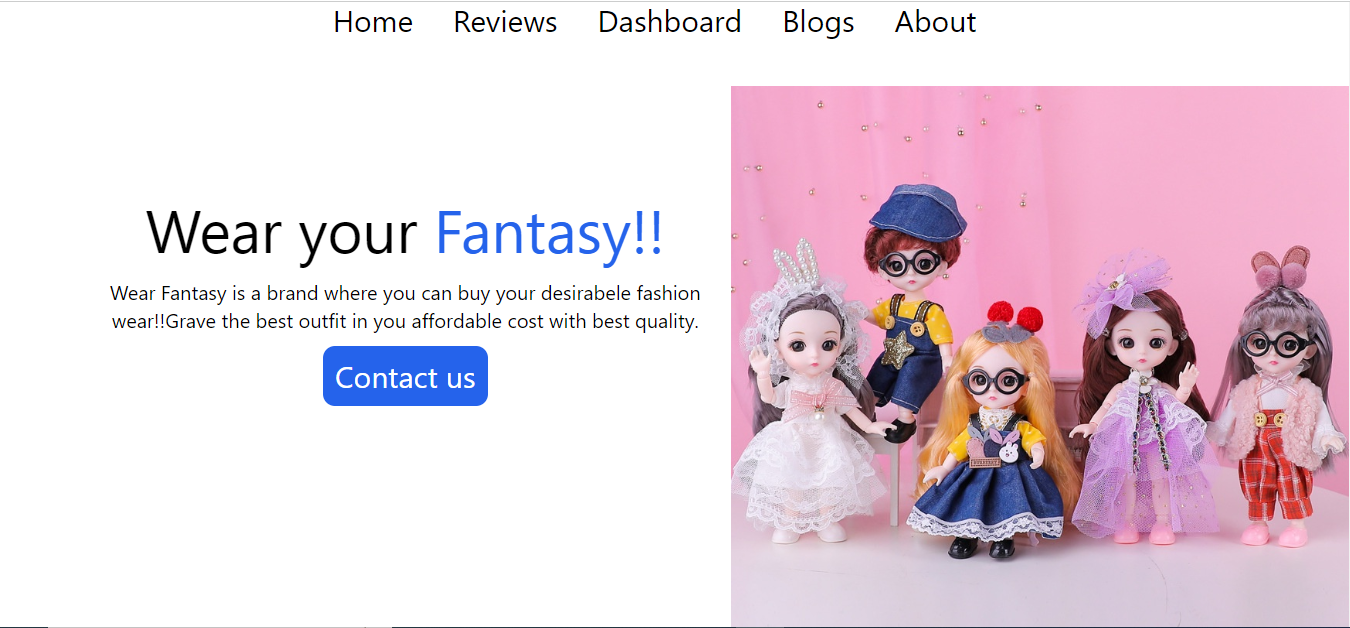 Home Reviews Dashboard Blogs About
Wear your Fantasy!!
Wear Fantasy is a brand where you can buy your desirabele fashion
wear!!Grave the best outfit in you affordable cost with best quality.
Contact us